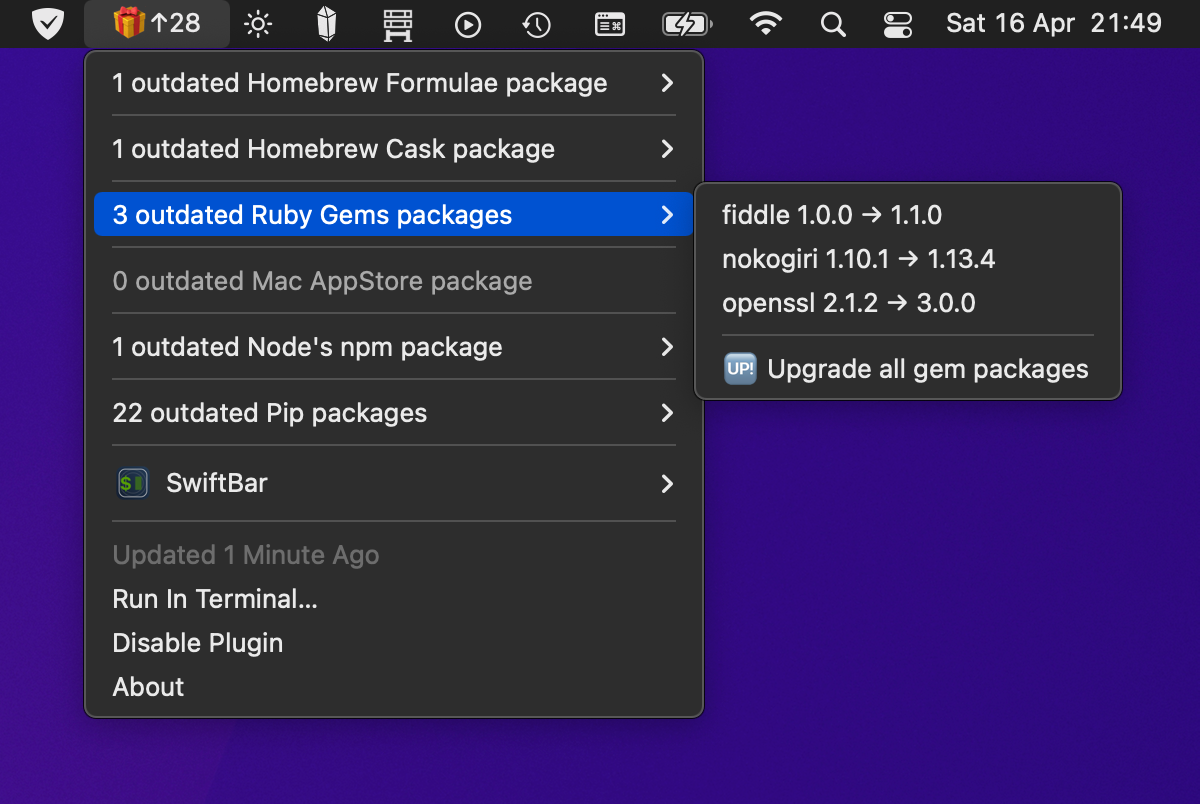 🎁↑28
Sat 16 Apr 21:49
1 outdated Homebrew Formulae package
1 outdated Homebrew Cask package
3 outdated Ruby Gems packages
fiddle 1.0.0 → 1.1.0
nokogiri 1.10.1 → 1.13.4
openssl 2.1.2 → 3.0.0
🆙 Upgrade all gem packages
0 outdated Mac AppStore package
1 outdated Node's npm package
22 outdated Pip packages
SwiftBar
Updated 1 Minute Ago
Run In Terminal...
Disable Plugin
About